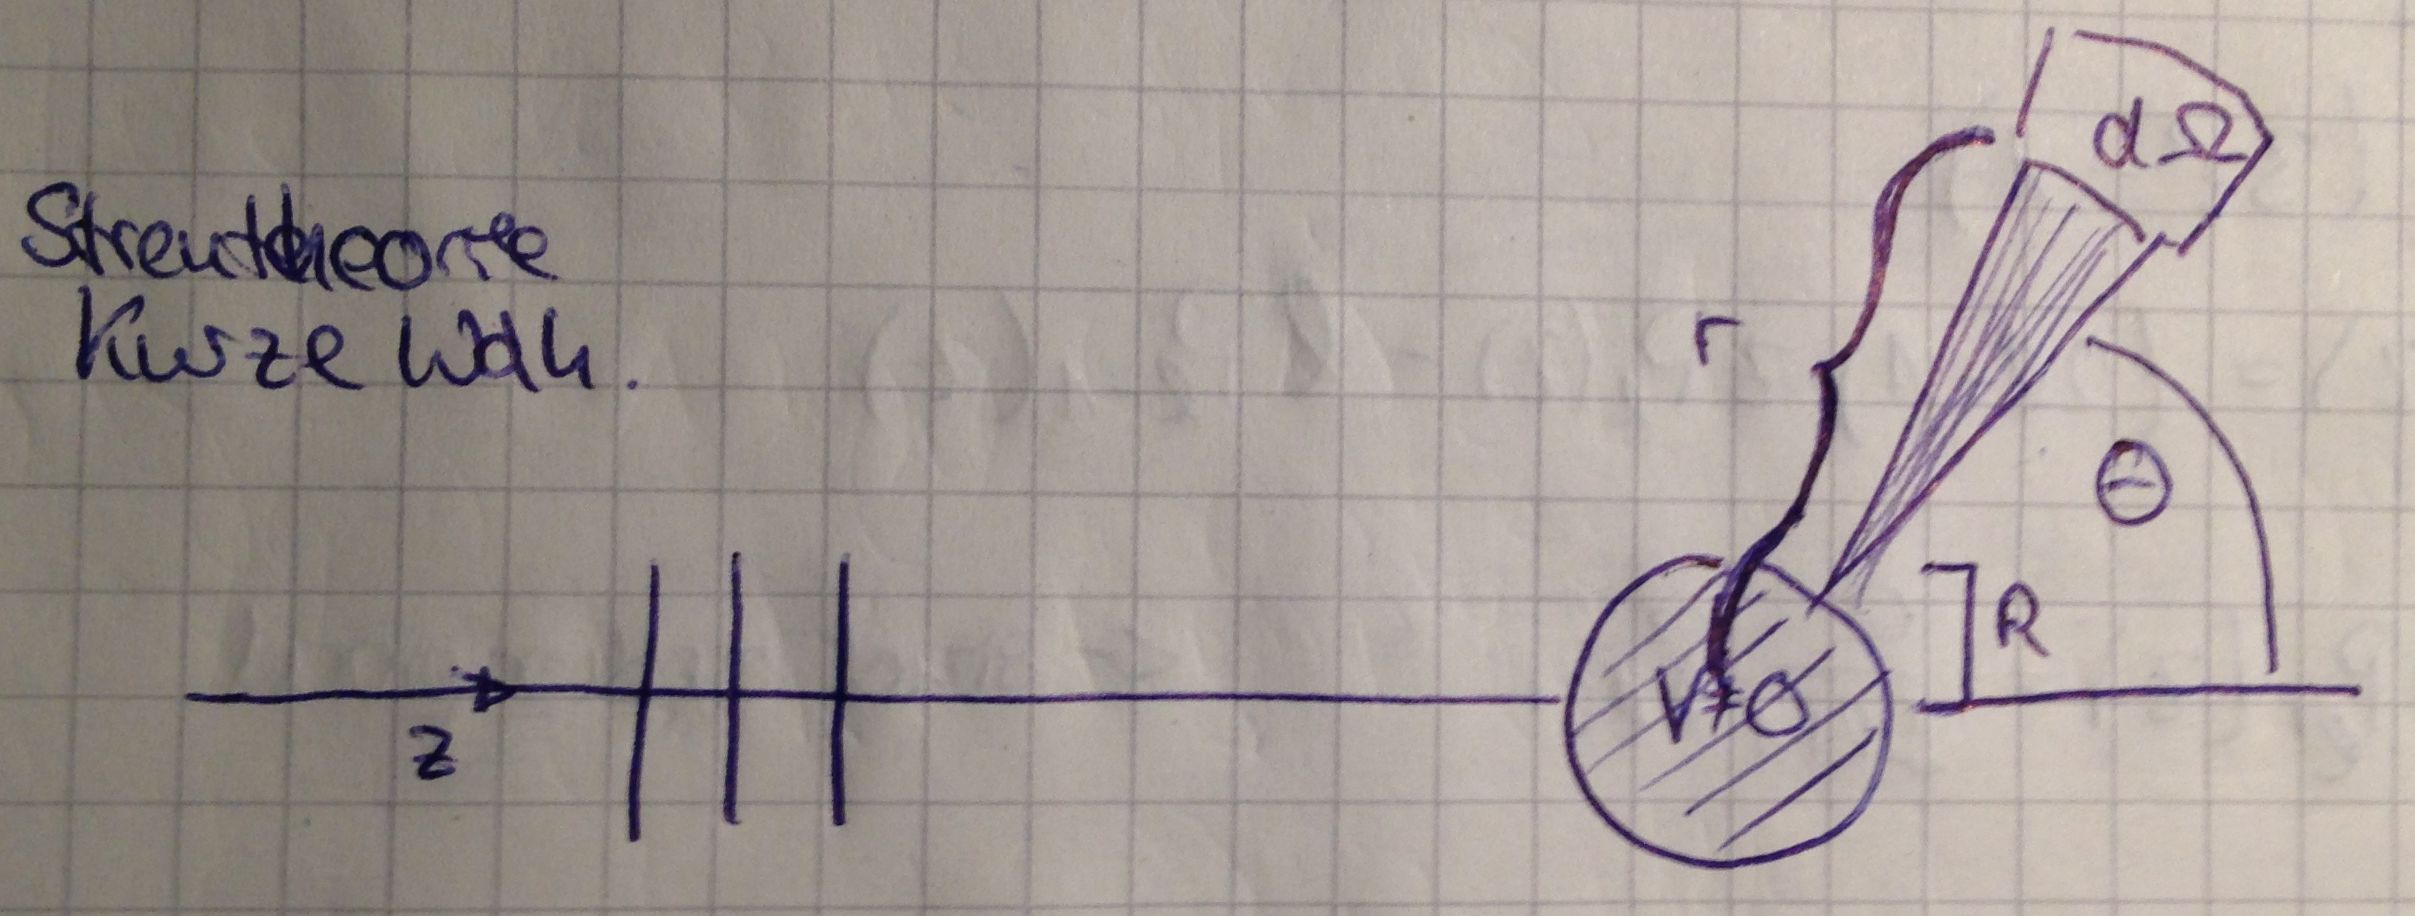 Streutheorie
Kurze Wdh.
dΩ
r
Θ
R
V≠0
z